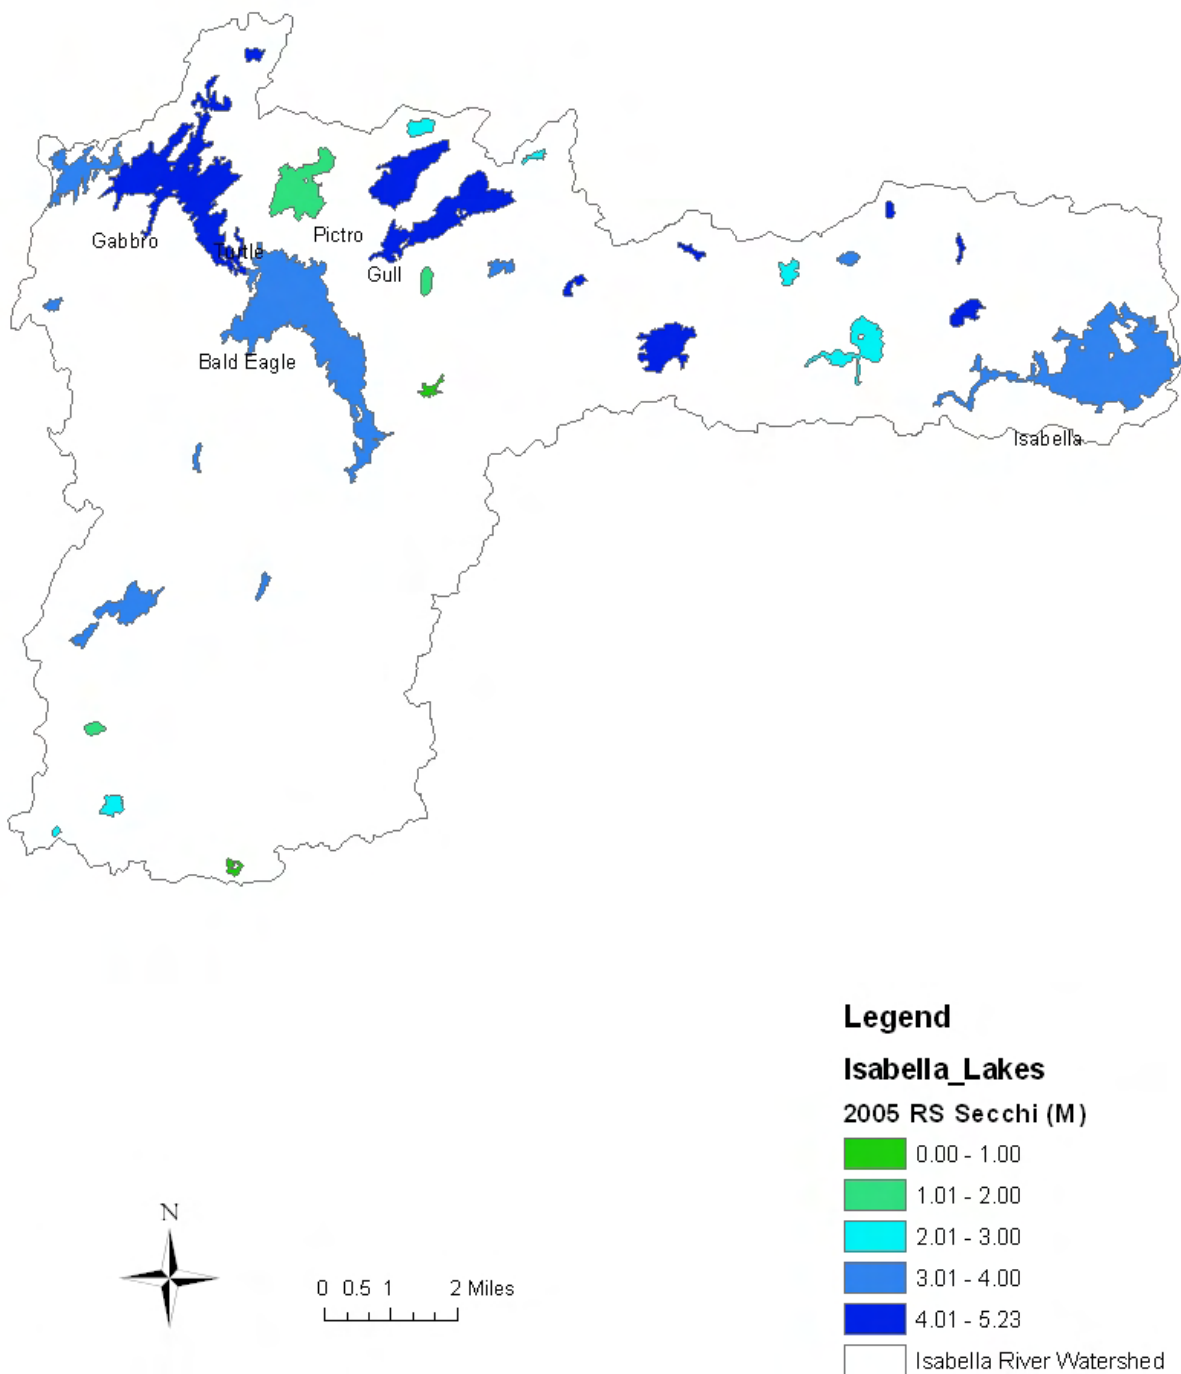 Gabbro
Turtle
Pictro
Gull
Bald Eagle
Isabella
Legend
Isabella_Lakes
2005 RS Secchi (M)
0.00 - 1.00
1.01 - 2.00
2.01 - 3.00
3.01 - 4.00
4.01 - 5.23
Isabella River Watershed
N
0 0.5 1 2 Miles